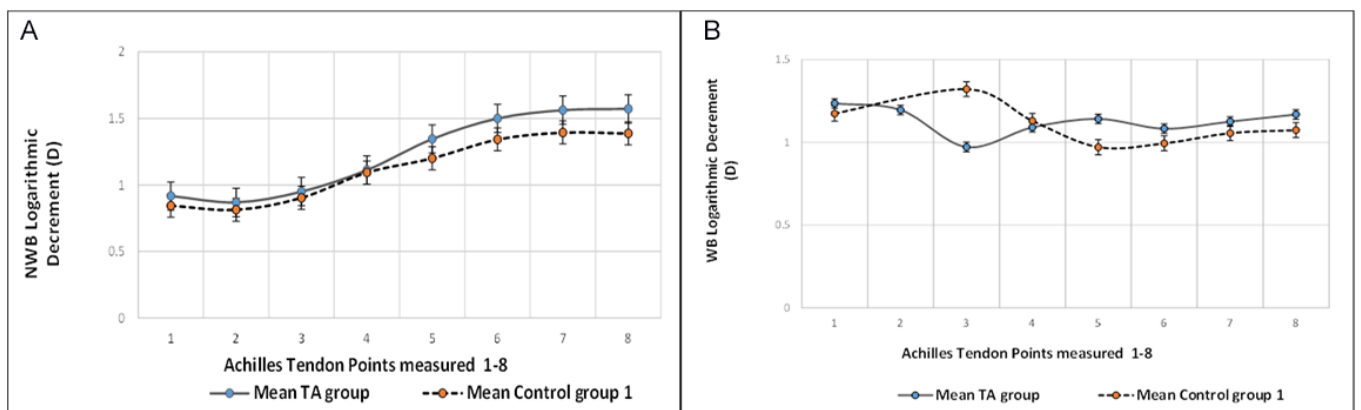 A
2
1.5
1
0.5
0
NWB Logarithmic
Decrement (D)
1 2 3 4 5 6 7 8
Achilles Tendon Points measured 1-8
Mean TA group Mean Control group 1
B
1.5
1
0.5
0
WB Logarithmic Decrement
(D)
1 2 3 4 5 6 7 8
Achilles Tendon Points measured 1-8
Mean TA group Mean Control group 1